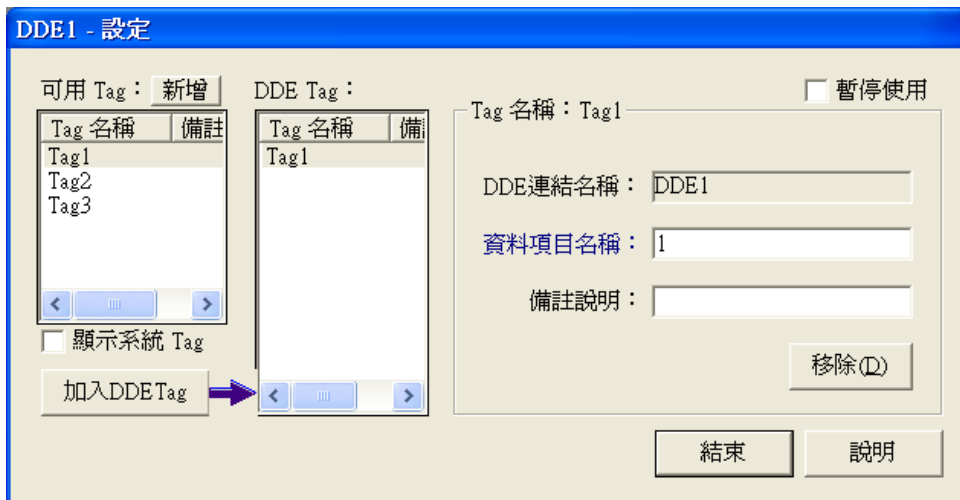 DDE1 - 設定
可用 Tag： 新增
Tag 名稱 備註
Tag1
Tag2
Tag3
顯示系統 Tag
加入DDETag
DDE Tag：
Tag 名稱 備
Tag1
暫停使用
Tag 名稱：Tag1
DDE連結名稱： DDE1
資料項目名稱： 1
備註說明：
移除(D)
結束 說明